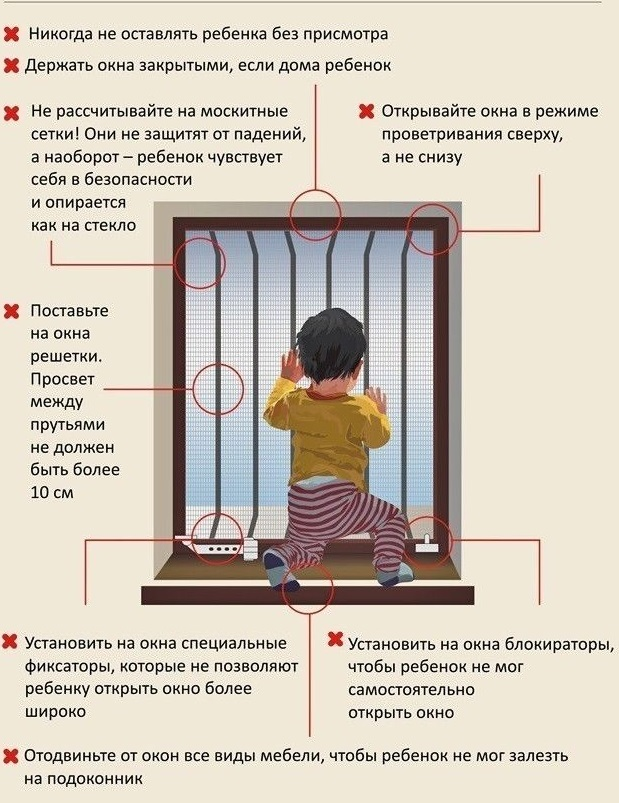 Никогда не оставлять ребенка без присмотра
Держать окна закрытыми, если дома ребенок
Не рассчитывайте на москитные
сетки! Они не защитят от падений,
а наоборот – ребенок чувствует
себя в безопасности
и опирается
как на стекло
Открывайте окна в режиме
проветривания сверху,
а не снизу
Поставьте
на окна
решетки.
Просвет
между
прутьями
не должен
быть более
10 см
Установить на окна специальные
фиксаторы, которые не позволяют
ребенку открыть окно более
широко
Установить на окна блокираторы,
чтобы ребенок не мог
самостоятельно
открыть окно
Отодвиньте от окон все виды мебели, чтобы ребенок не мог залезть
на подоконник